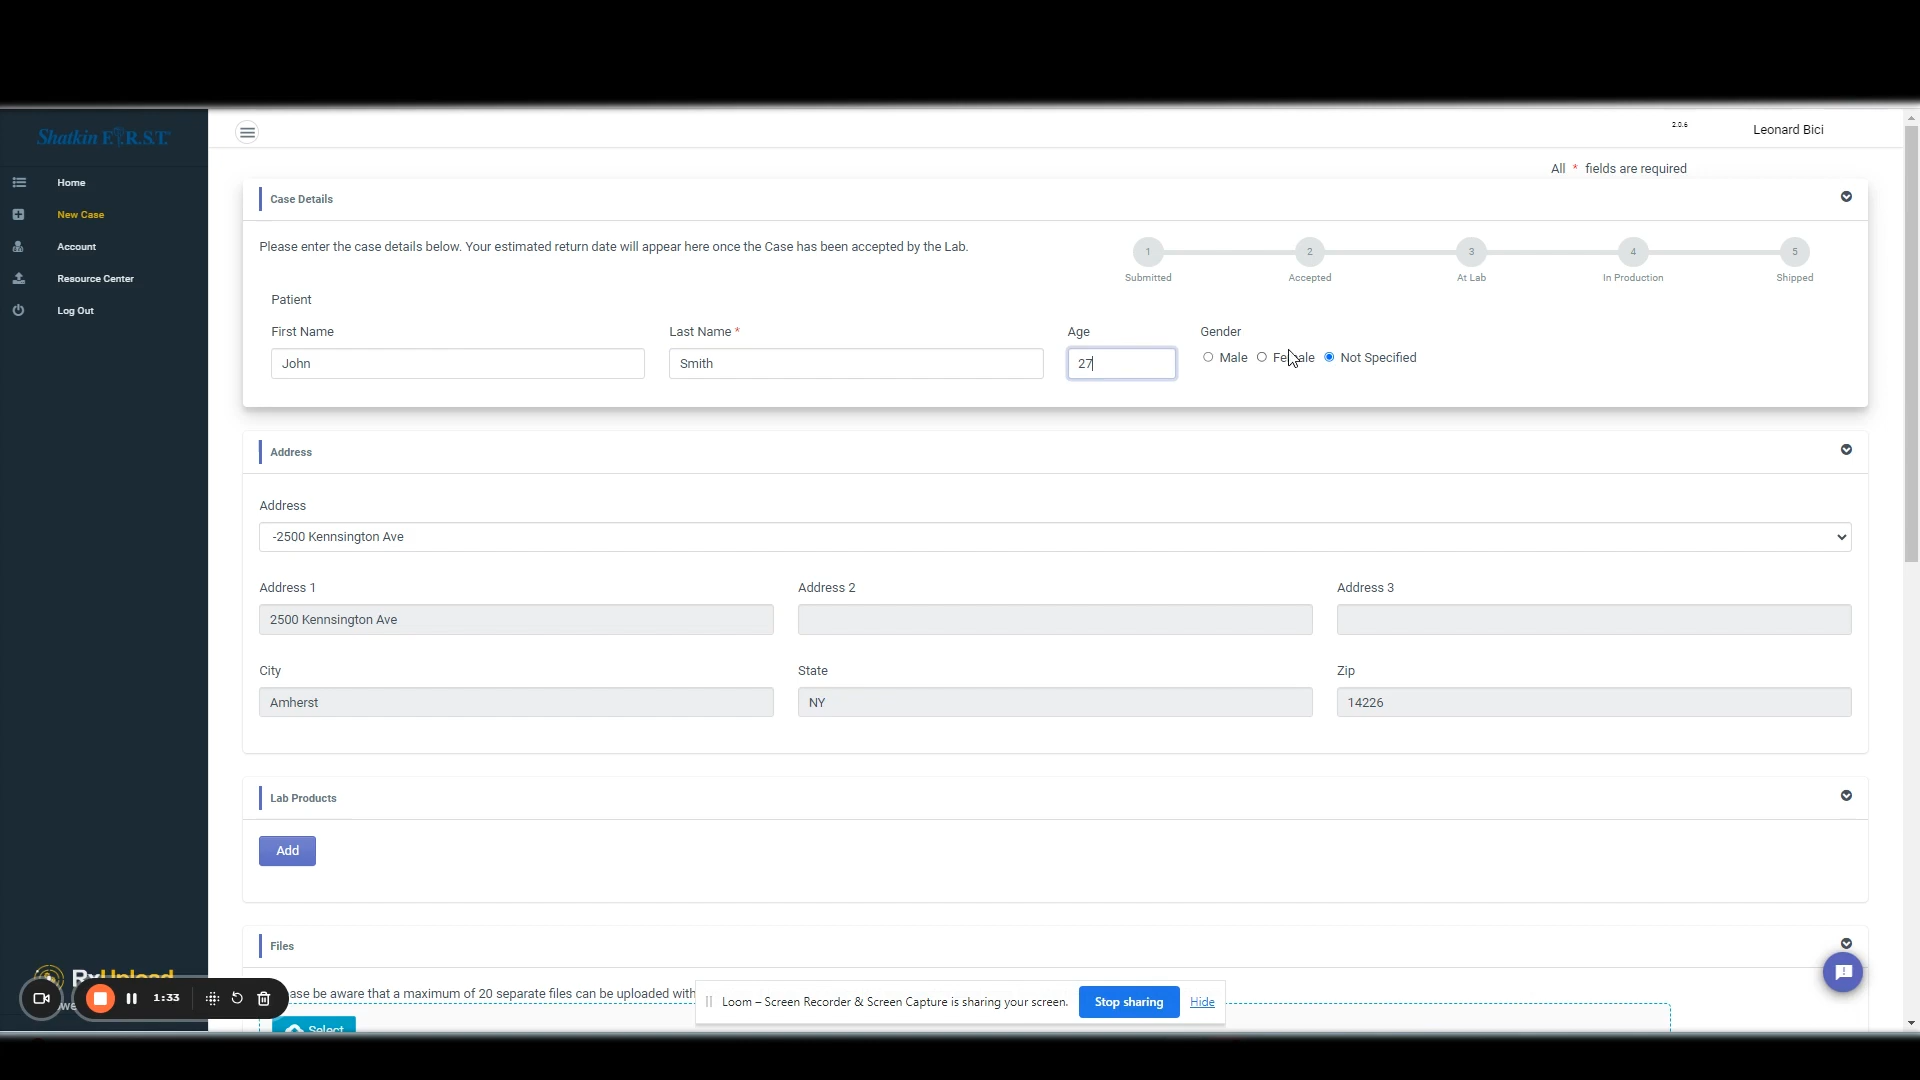 Shatkin F.I.R.S.T.
2.0.6
Leonard Bici
Home
New Case
Account
Resource Center
Log Out
All * fields are required
Case Details
Please enter the case details below. Your estimated return date will appear here once the Case has been accepted by the Lab.
1 2 3 4 5
Submitted Accepted At Lab In Production Shipped
Patient
First Name Last Name * Age Gender
John Smith 27 Male Female Not Specified
Address
Address
-2500 Kennsington Ave
Address 1 Address 2 Address 3
2500 Kennsington Ave
City State Zip
Amherst NY 14226
Lab Products
Add
Files
ase be aware that a maximum of 20 separate files can be uploaded with
Select
RxUpload
1:33
Loom – Screen Recorder & Screen Capture is sharing your screen. Stop sharing Hide